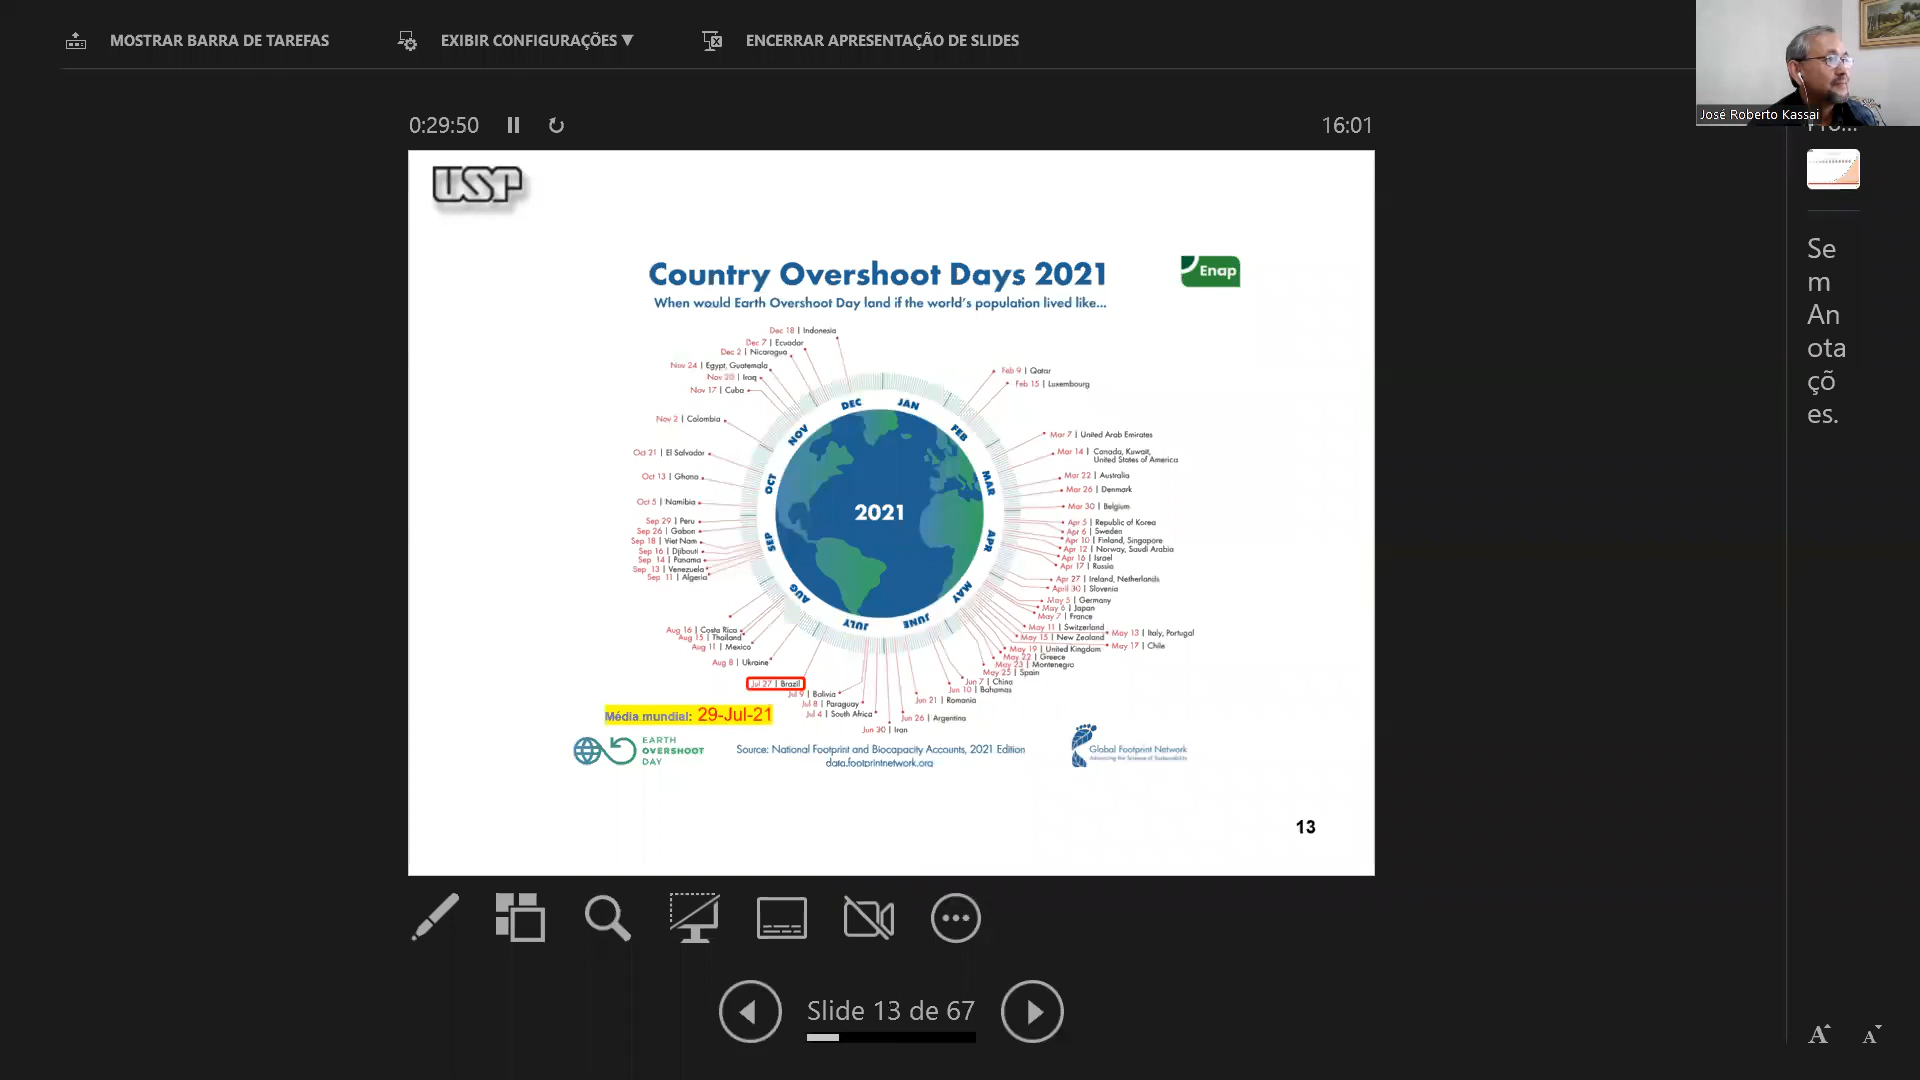 MOSTRAR BARRA DE TAREFAS
EXIBIR CONFIGURAÇÕES ▼
ENCERRAR APRESENTAÇÃO DE SLIDES
José Roberto Kassai
0:29:50
16:01
USP
Country Overshoot Days 2021
When would Earth Overshoot Day land if the world's population lived like...
Enap
Dec 18 | Indonesia
Dec 7 | Ecuador
Dec 2 | Nicaragua
Nov 24 | Egypt, Guatemala
Nov 20 | Iraq
Nov 17 | Cuba
Nov 2 | Colombia
Oct 21 | El Salvador
Oct 13 | Ghana
Oct 5 | Namibia
Sep 29 | Peru
Sep 26 | Gabon
Sep 18 | Viet Nam
Sep 16 | Djibouti
Sep 14 | Panama
Sep 13 | Venezuela
Sep 11 | Algeria
Aug 16 | Costa Rica
Aug 15 | Thailand
Aug 11 | Mexico
Aug 8 | Ukraine
Jul 27 | Brazil
Jul 9 | Bolivia
Jul 8 | Paraguay
Jul 4 | South Africa
Jun 30 | Iran
Feb 9 | Qatar
Feb 15 | Luxembourg
Mar 7 | United Arab Emirates
Mar 14 | Canada, Kuwait,
United States of America
Mar 22 | Australia
Mar 26 | Denmark
Mar 30 | Belgium
Apr 5 | Republic of Korea
Apr 6 | Sweden
Apr 10 | Finland, Singapore
Apr 12 | Norway, Saudi Arabia
Apr 16 | Israel
Apr 17 | Russia
Apr 27 | Ireland, Netherlands
April 30 | Slovenia
May 5 | Germany
May 6 | Japan
May 7 | France
May 11 | Switzerland
May 13 | Italy, Portugal
May 15 | New Zealand
May 17 | Chile
May 19 | United Kingdom
May 22 | Greece
May 23 | Montenegro
May 25 | Spain
Jun 7 | China
Jun 10 | Bahamas
Jun 21 | Romania
Jun 26 | Argentina
JAN
FEB
MAR
APR
MAY
JUNE
JULY
AUG
SEP
OCT
NOV
DEC
2021
Média mundial: 29-Jul-21
EARTH
OVERSHOOT
DAY
Source: National Footprint and Biocapacity Accounts, 2021 Edition
data.footprintnetwork.org
Global Footprint Network
Advancing the Science of Sustainability
13
Se
m
An
ota
çõ
es.
Slide 13 de 67
A
A